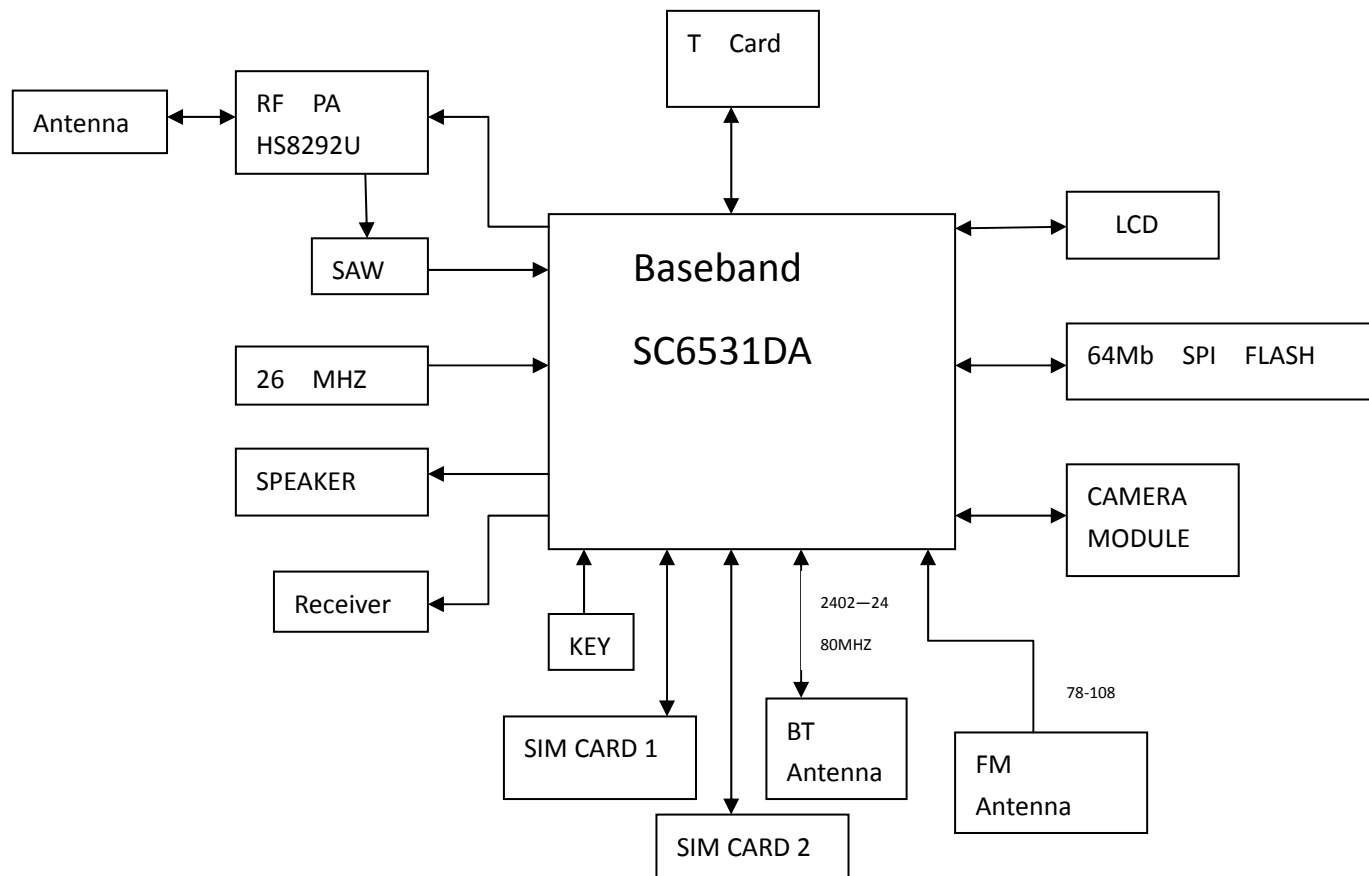 T Card
RF PA
HS8292U
Antenna
SAW
LCD
Baseband
SC6531DA
26 MHZ
64Mb SPI FLASH
SPEAKER
CAMERA
MODULE
Receiver
KEY
2402—24
80MHZ
78-108
SIM CARD 1
BT
Antenna
FM
Antenna
SIM CARD 2